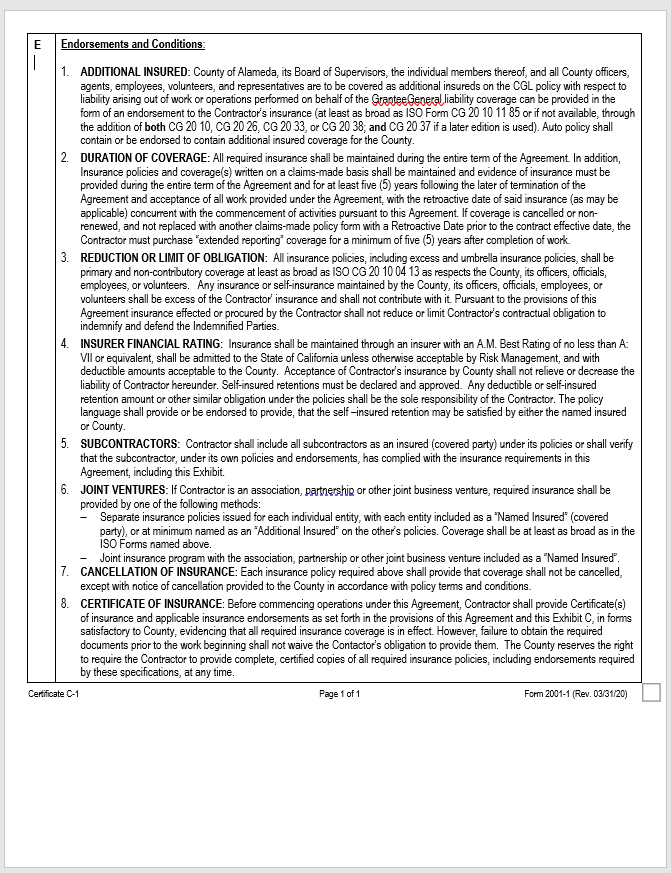 E
Endorsements and Conditions:
1. ADDITIONAL INSURED: County of Alameda, its Board of Supervisors, the individual members thereof, and all County officers,
agents, employees, volunteers, and representatives are to be covered as additional insureds on the CGL policy with respect to
liability arising out of work or operations performed on behalf of the GranteeGeneral liability coverage can be provided in the
form of an endorsement to the Contractor's insurance (at least as broad as ISO Form CG 20 10 11 85 or if not available, through
the addition of both CG 20 10, CG 20 26, CG 20 33, or CG 20 38; and CG 20 37 if a later edition is used). Auto policy shall
contain or be endorsed to contain additional insured coverage for the County.
2. DURATION OF COVERAGE: All required insurance shall be maintained during the entire term of the Agreement. In addition,
Insurance policies and coverage(s) written on a claims-made basis shall be maintained and evidence of insurance must be
provided during the entire term of the Agreement and for at least five (5) years following the later of termination of the
Agreement and acceptance of all work provided under the Agreement, with the retroactive date of said insurance (as may be
applicable) concurrent with the commencement of activities pursuant to this Agreement. If coverage is cancelled or non-
renewed, and not replaced with another claims-made policy form with a Retroactive Date prior to the contract effective date, the
Contractor must purchase “extended reporting” coverage for a minimum of five (5) years after completion of work.
3. REDUCTION OR LIMIT OF OBLIGATION: All insurance policies, including excess and umbrella insurance policies, shall be
primary and non-contributory coverage at least as broad as ISO CG 20 10 04 13 as respects the County, its officers, officials,
employees, or volunteers. Any insurance or self-insurance maintained by the County, its officers, officials, employees, or
volunteers shall be excess of the Contractor' insurance and shall not contribute with it. Pursuant to the provisions of this
Agreement insurance effected or procured by the Contractor shall not reduce or limit Contractor's contractual obligation to
indemnify and defend the Indemnified Parties.
4. INSURER FINANCIAL RATING: Insurance shall be maintained through an insurer with an A.M. Best Rating of no less than A:
VII or equivalent, shall be admitted to the State of California unless otherwise acceptable by Risk Management, and with
deductible amounts acceptable to the County. Acceptance of Contractor's insurance by County shall not relieve or decrease the
liability of Contractor hereunder. Self-insured retentions must be declared and approved. Any deductible or self-insured
retention amount or other similar obligation under the policies shall be the sole responsibility of the Contractor. The policy
language shall provide or be endorsed to provide, that the self –insured retention may be satisfied by either the named insured
or County.
5. SUBCONTRACTORS: Contractor shall include all subcontractors as an insured (covered party) under its policies or shall verify
that the subcontractor, under its own policies and endorsements, has complied with the insurance requirements in this
Agreement, including this Exhibit.
6. JOINT VENTURES: If Contractor is an association, partnership or other joint business venture, required insurance shall be
provided by one of the following methods:
– Separate insurance policies issued for each individual entity, with each entity included as a “Named Insured” (covered
party), or at minimum named as an “Additional Insured” on the other's policies. Coverage shall be at least as broad as in the
ISO Forms named above.
– Joint insurance program with the association, partnership or other joint business venture included as a “Named Insured”.
7. CANCELLATION OF INSURANCE: Each insurance policy required above shall provide that coverage shall not be cancelled,
except with notice of cancellation provided to the County in accordance with policy terms and conditions.
8. CERTIFICATE OF INSURANCE: Before commencing operations under this Agreement, Contractor shall provide Certificate(s)
of insurance and applicable insurance endorsements as set forth in the provisions of this Agreement and this Exhibit C, in forms
satisfactory to County, evidencing that all required insurance coverage is in effect. However, failure to obtain the required
documents prior to the work beginning shall not waive the Contactor's obligation to provide them. The County reserves the right
to require the Contractor to provide complete, certified copies of all required insurance policies, including endorsements required
by these specifications, at any time.
Certificate C-1 Page 1 of 1 Form 2001-1 (Rev. 03/31/20)